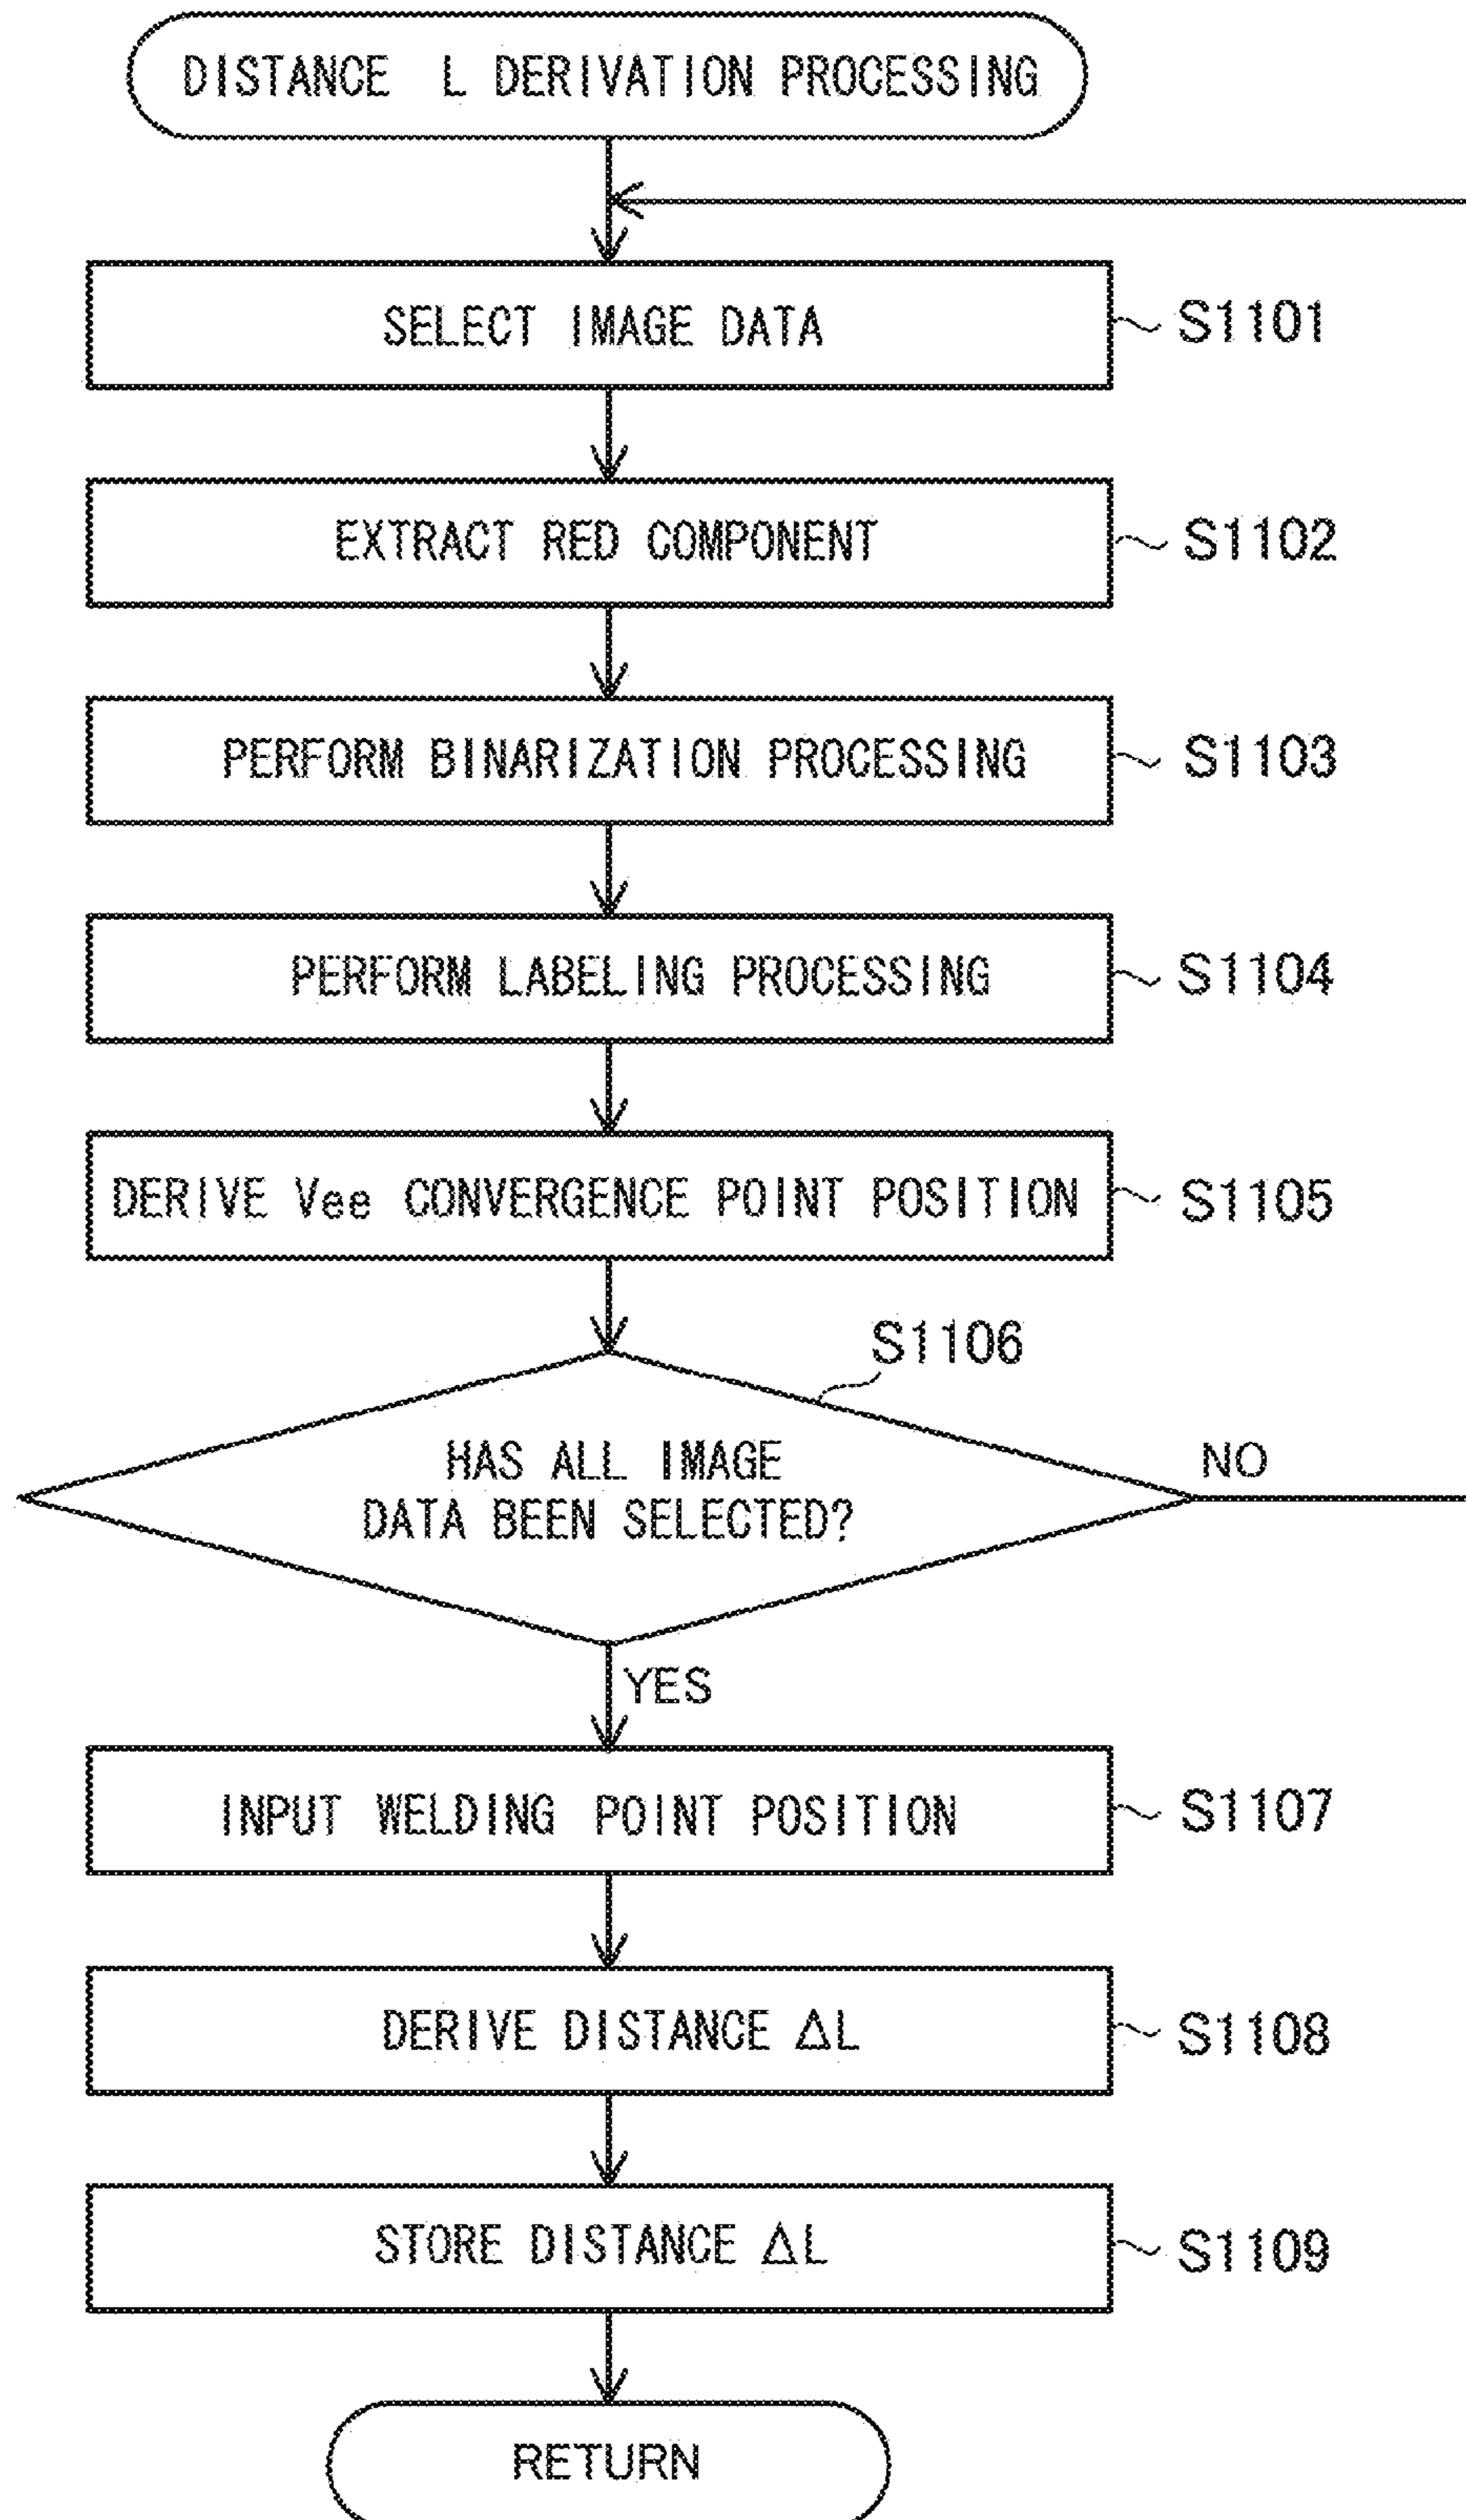 DISTANCE L DERIVATION PROCESSING
SELECT IMAGE DATA
S1101
EXTRACT RED COMPONENT
S1102
PERFORM BINARIZATION PROCESSING
S1103
PERFORM LABELING PROCESSING
S1104
DERIVE Vee CONVERGENCE POINT POSITION
S1105
S1106
HAS ALL IMAGE
DATA BEEN SELECTED?
NO
YES
INPUT WELDING POINT POSITION
S1107
DERIVE DISTANCE ΔL
S1108
STORE DISTANCE ΔL
S1109
RETURN